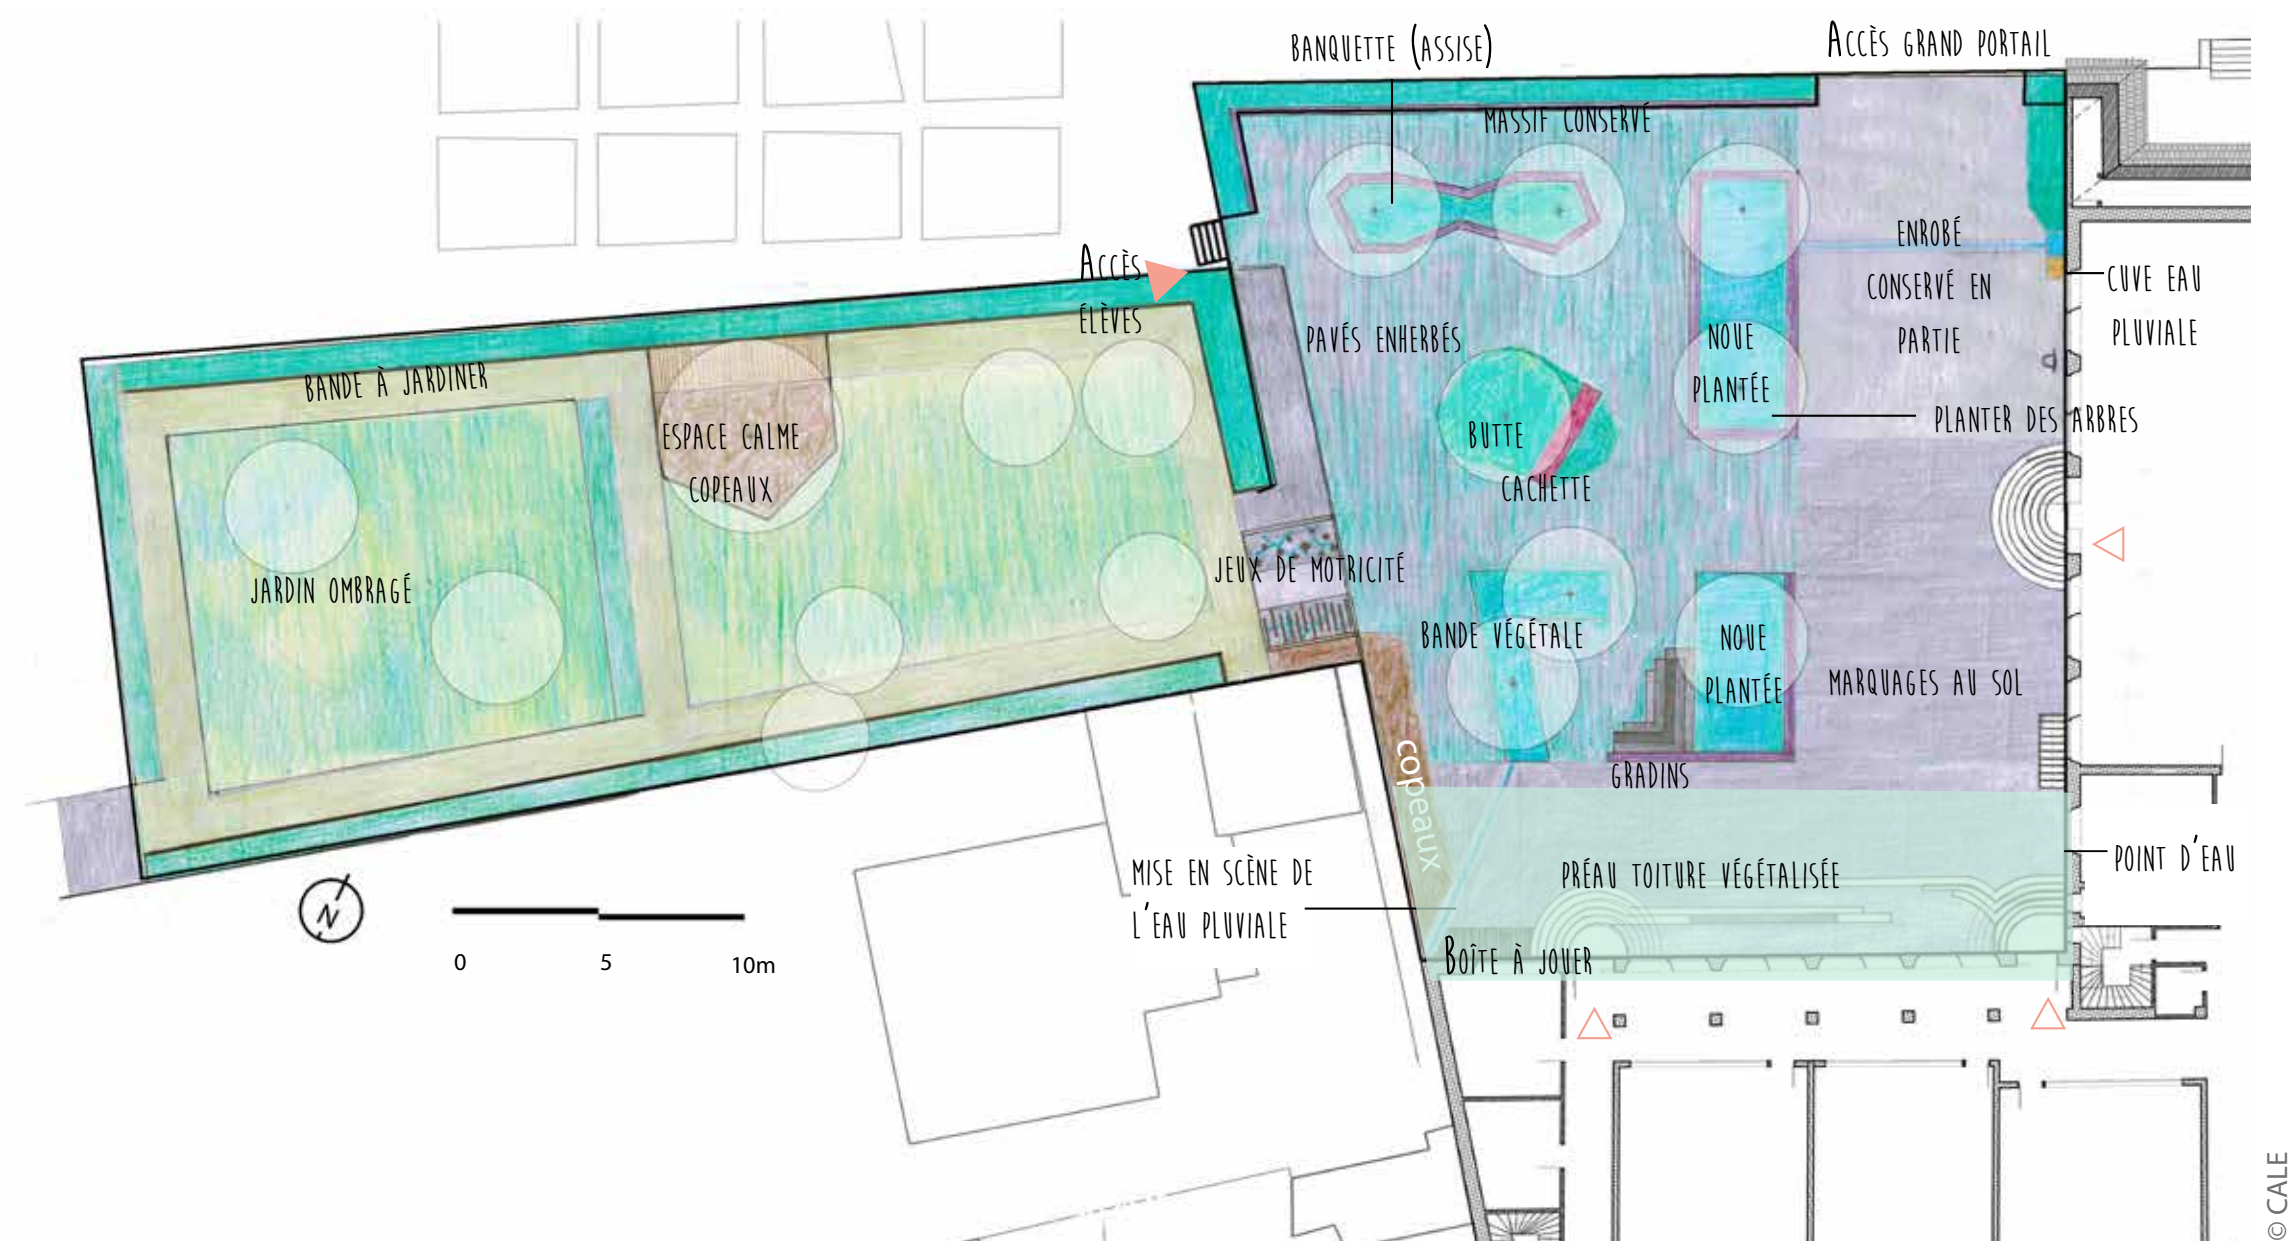 BANQUETTE (ASSISE)
ACCÈS GRAND PORTAIL
MASSIF CONSERVÉ
ACCÈS
ÉLÈVES
ENROBÉ
CONSERVÉ EN
PARTIE
CUVE EAU
PLUVIALE
PAVÉS ENHERBÉS
NOUE
PLANTÉE
PLANTER DES ARBRES
BANDE À JARDINER
ESPACE CALME
COPEAUX
BUTTE
CACHETTE
JARDIN OMBRAGÉ
JEUX DE MOTRICITÉ
BANDE VÉGÉTALE
NOUE
PLANTÉE
MARQUAGES AU SOL
GRADINS
copeaux
MISE EN SCÈNE DE
L'EAU PLUVIALE
PRÉAU TOITURE VÉGÉTALISÉE
POINT D'EAU
BOÎTE À JOUER
N
0 5 10m
© CALE